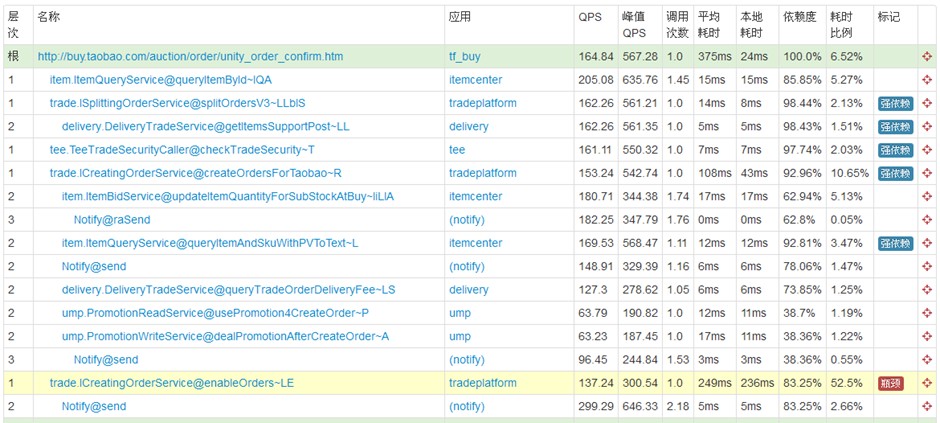 层次 名称 应用 QPS 峰值QPS 调用次数 平均耗时 本地耗时 依赖度 耗时比例 标记
根 http://buy.taobao.com/auction/order/unity_order_confirm.htm tf_buy 164.84 567.28 1.0 375ms 24ms 100.0% 6.52%
1 item.ItemQueryService@queryItemById~lQA itemcenter 205.08 635.76 1.45 15ms 15ms 85.85% 5.27%
1 trade.ISplittingOrderService@splitOrdersV3~LLblS tradeplatform 162.26 561.21 1.0 14ms 8ms 98.44% 2.13% 强依赖
2 delivery.DeliveryTradeService@getItemsSupportPost~LL delivery 162.26 561.35 1.0 5ms 5ms 98.43% 1.51% 强依赖
1 tee.TeeTradeSecurityCaller@checkTradeSecurity~T tee 161.11 550.32 1.0 7ms 7ms 97.74% 2.03% 强依赖
1 trade.ICreatingOrderService@createOrdersForTaobao~R tradeplatform 153.24 542.74 1.0 108ms 43ms 92.96% 10.65% 强依赖
2 item.ItemBidService@updateItemQuantityForSubStockAtBuy~liLlA itemcenter 180.71 344.38 1.74 17ms 17ms 62.94% 5.13%
3 Notify@raSend (notify) 182.25 347.79 1.76 0ms 0ms 62.8% 0.05%
2 item.ItemQueryService@queryItemAndSkuWithPVToText~L itemcenter 169.53 568.47 1.11 12ms 12ms 92.81% 3.47% 强依赖
2 Notify@send (notify) 148.91 329.39 1.16 6ms 6ms 78.06% 1.47%
2 delivery.DeliveryTradeService@queryTradeOrderDeliveryFee~LS delivery 127.3 278.62 1.05 6ms 6ms 73.85% 1.25%
2 ump.PromotionReadService@usePromotion4CreateOrder~P ump 63.79 190.82 1.0 12ms 11ms 38.7% 1.19%
2 ump.PromotionWriteService@dealPromotionAfterCreateOrder~A ump 63.23 187.45 1.0 17ms 11ms 38.36% 1.22%
3 Notify@send (notify) 96.45 244.84 1.53 3ms 3ms 38.36% 0.55%
1 trade.ICreatingOrderService@enableOrders~LE tradeplatform 137.24 300.54 1.0 249ms 236ms 83.25% 52.5% 瓶颈
2 Notify@send (notify) 299.29 646.33 2.18 5ms 5ms 83.25% 2.66%